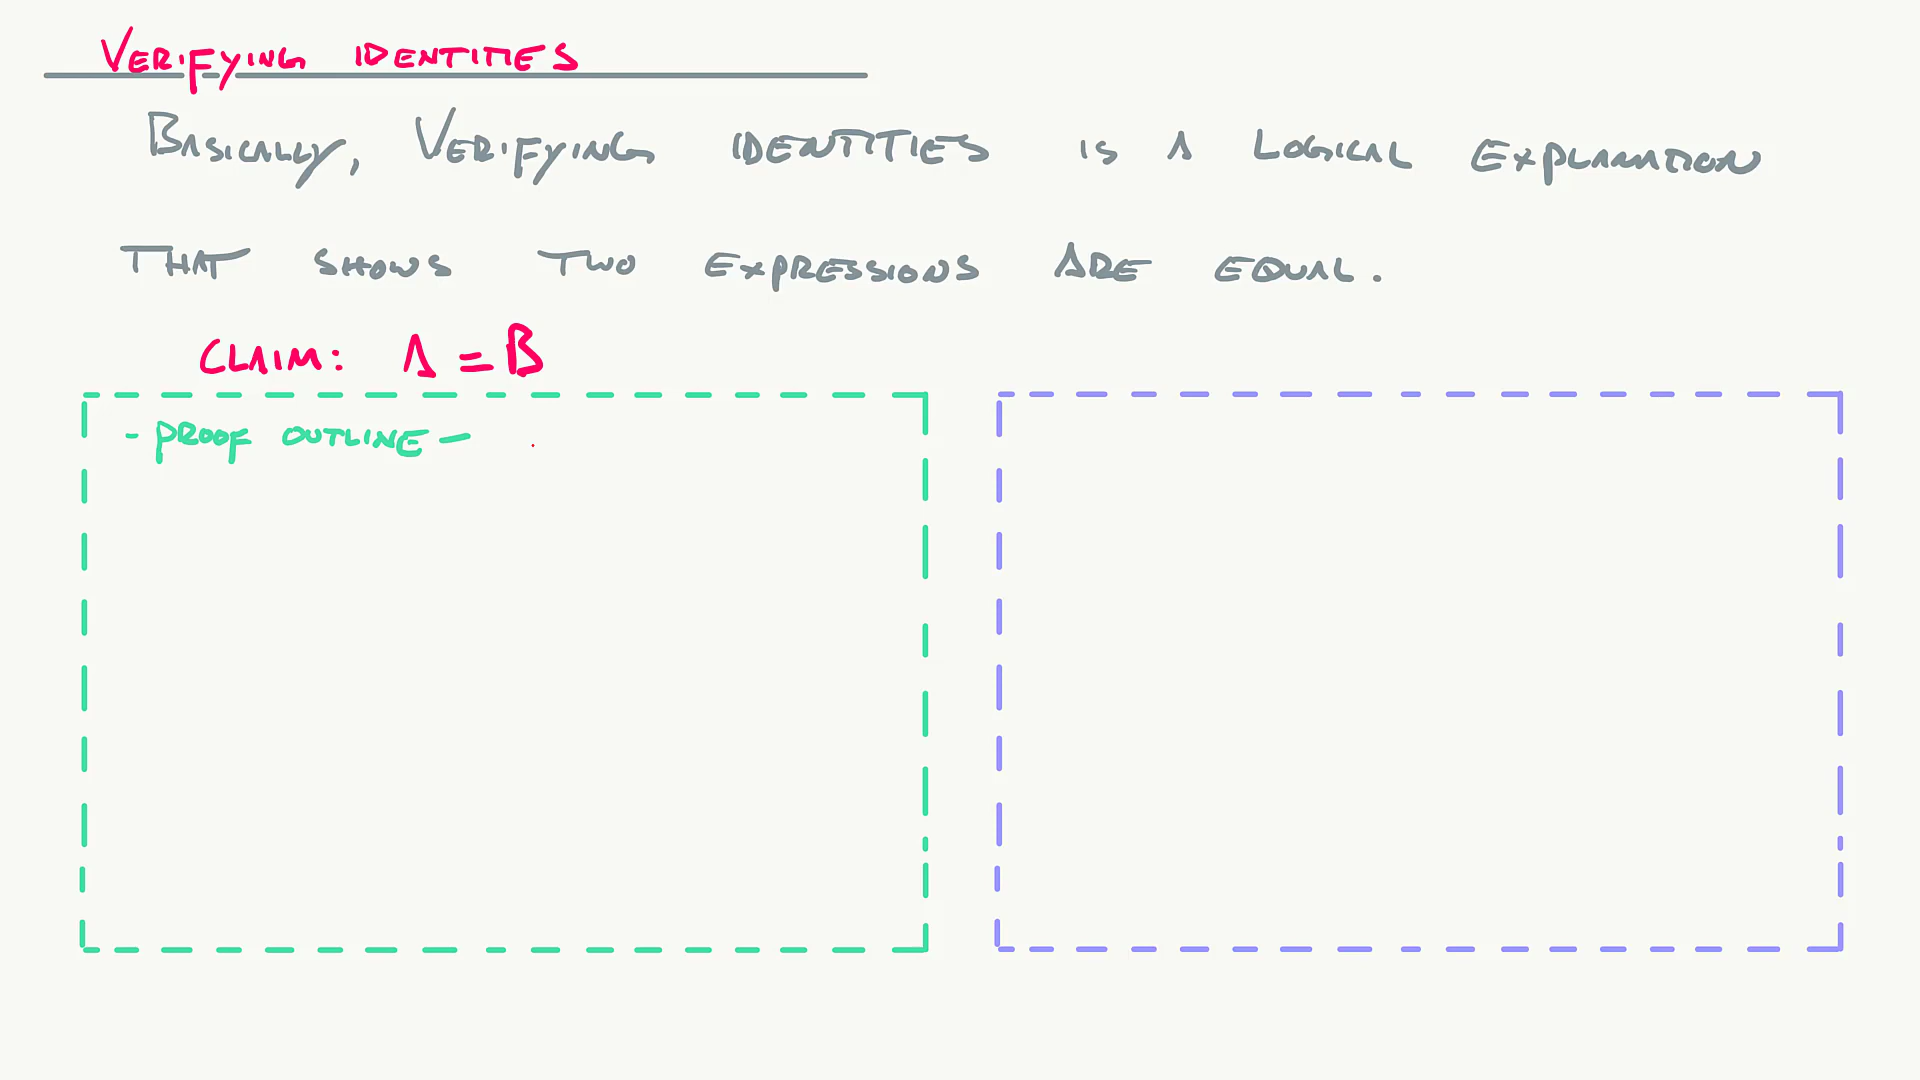 VERIFYING IDENTITIES
BASICALLY, VERIFYING IDENTITIES IS A LOGICAL EXPLANATION
THAT SHOWS TWO EXPRESSIONS ARE EQUAL.
CLAIM: A = B
- PROOF OUTLINE -